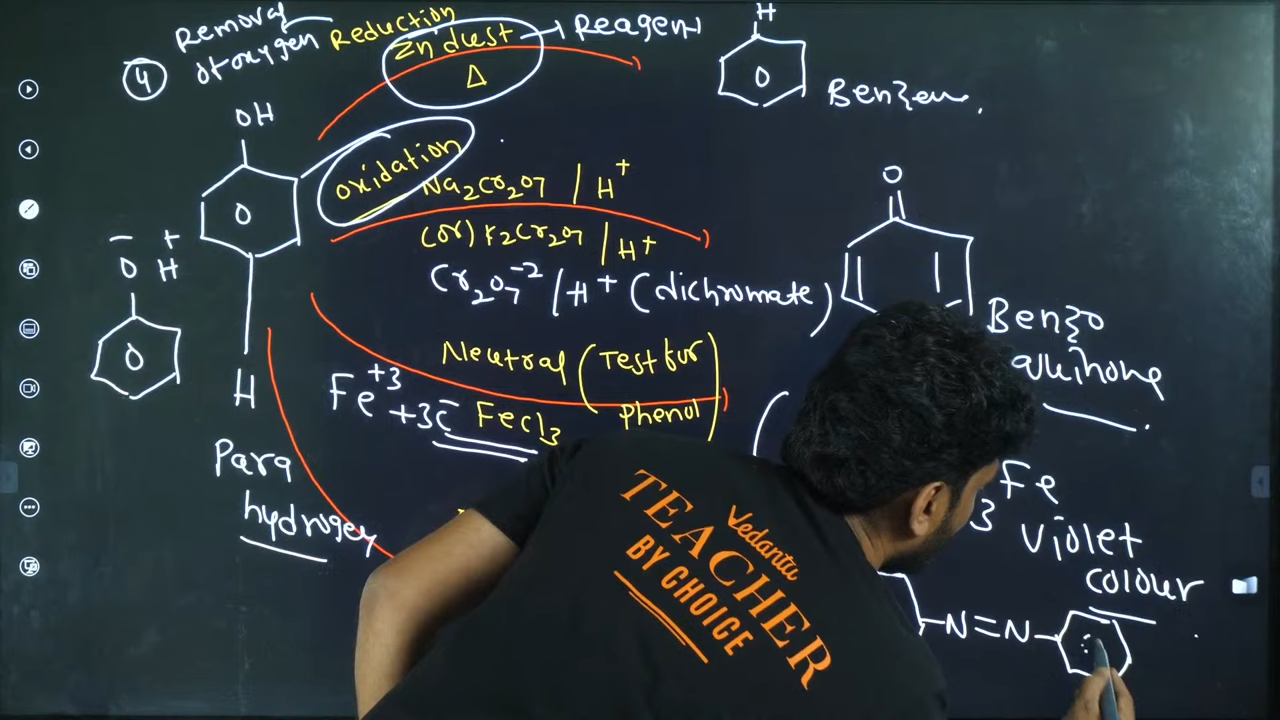 ④
Removal
of oxygen
Reduction
Zn dust
Δ
Reagent
H
Benzene.
OH
oxidation
Na2Cr2O7 / H+
(or) K2Cr2O7 / H+
Cr2O7-2 / H+ (dichromate)
O
Benzo
quinone
- +
O H
H
Para
hydrogen
Neutral (Test for
Phenol
FeCl3
Fe+3 + 3Cl-
Fe
3
Violet
colour
-N=N-
Vedantu
TEACHER
BY CHOICE